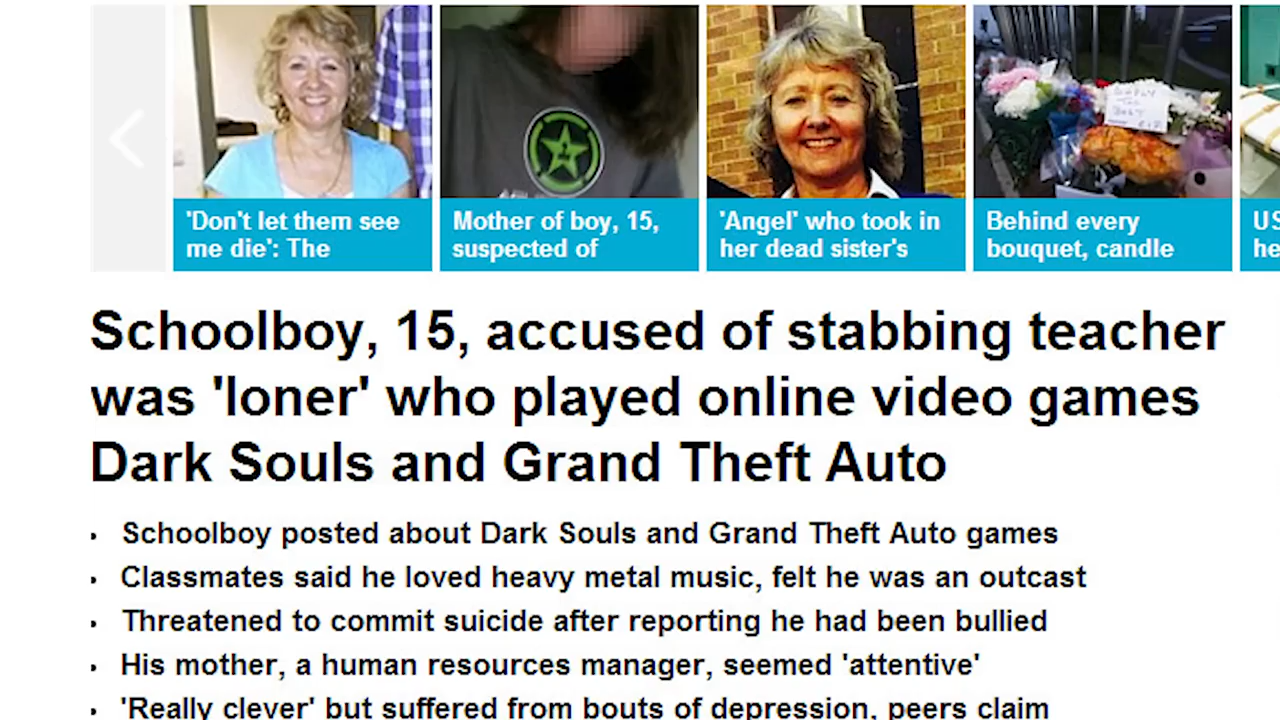 'Don't let them see
me die': The
Mother of boy, 15,
suspected of
'Angel' who took in
her dead sister's
Behind every
bouquet, candle
US
he
Schoolboy, 15, accused of stabbing teacher
was 'loner' who played online video games
Dark Souls and Grand Theft Auto
Schoolboy posted about Dark Souls and Grand Theft Auto games
Classmates said he loved heavy metal music, felt he was an outcast
Threatened to commit suicide after reporting he had been bullied
His mother, a human resources manager, seemed 'attentive'
'Really clever' but suffered from bouts of depression, peers claim